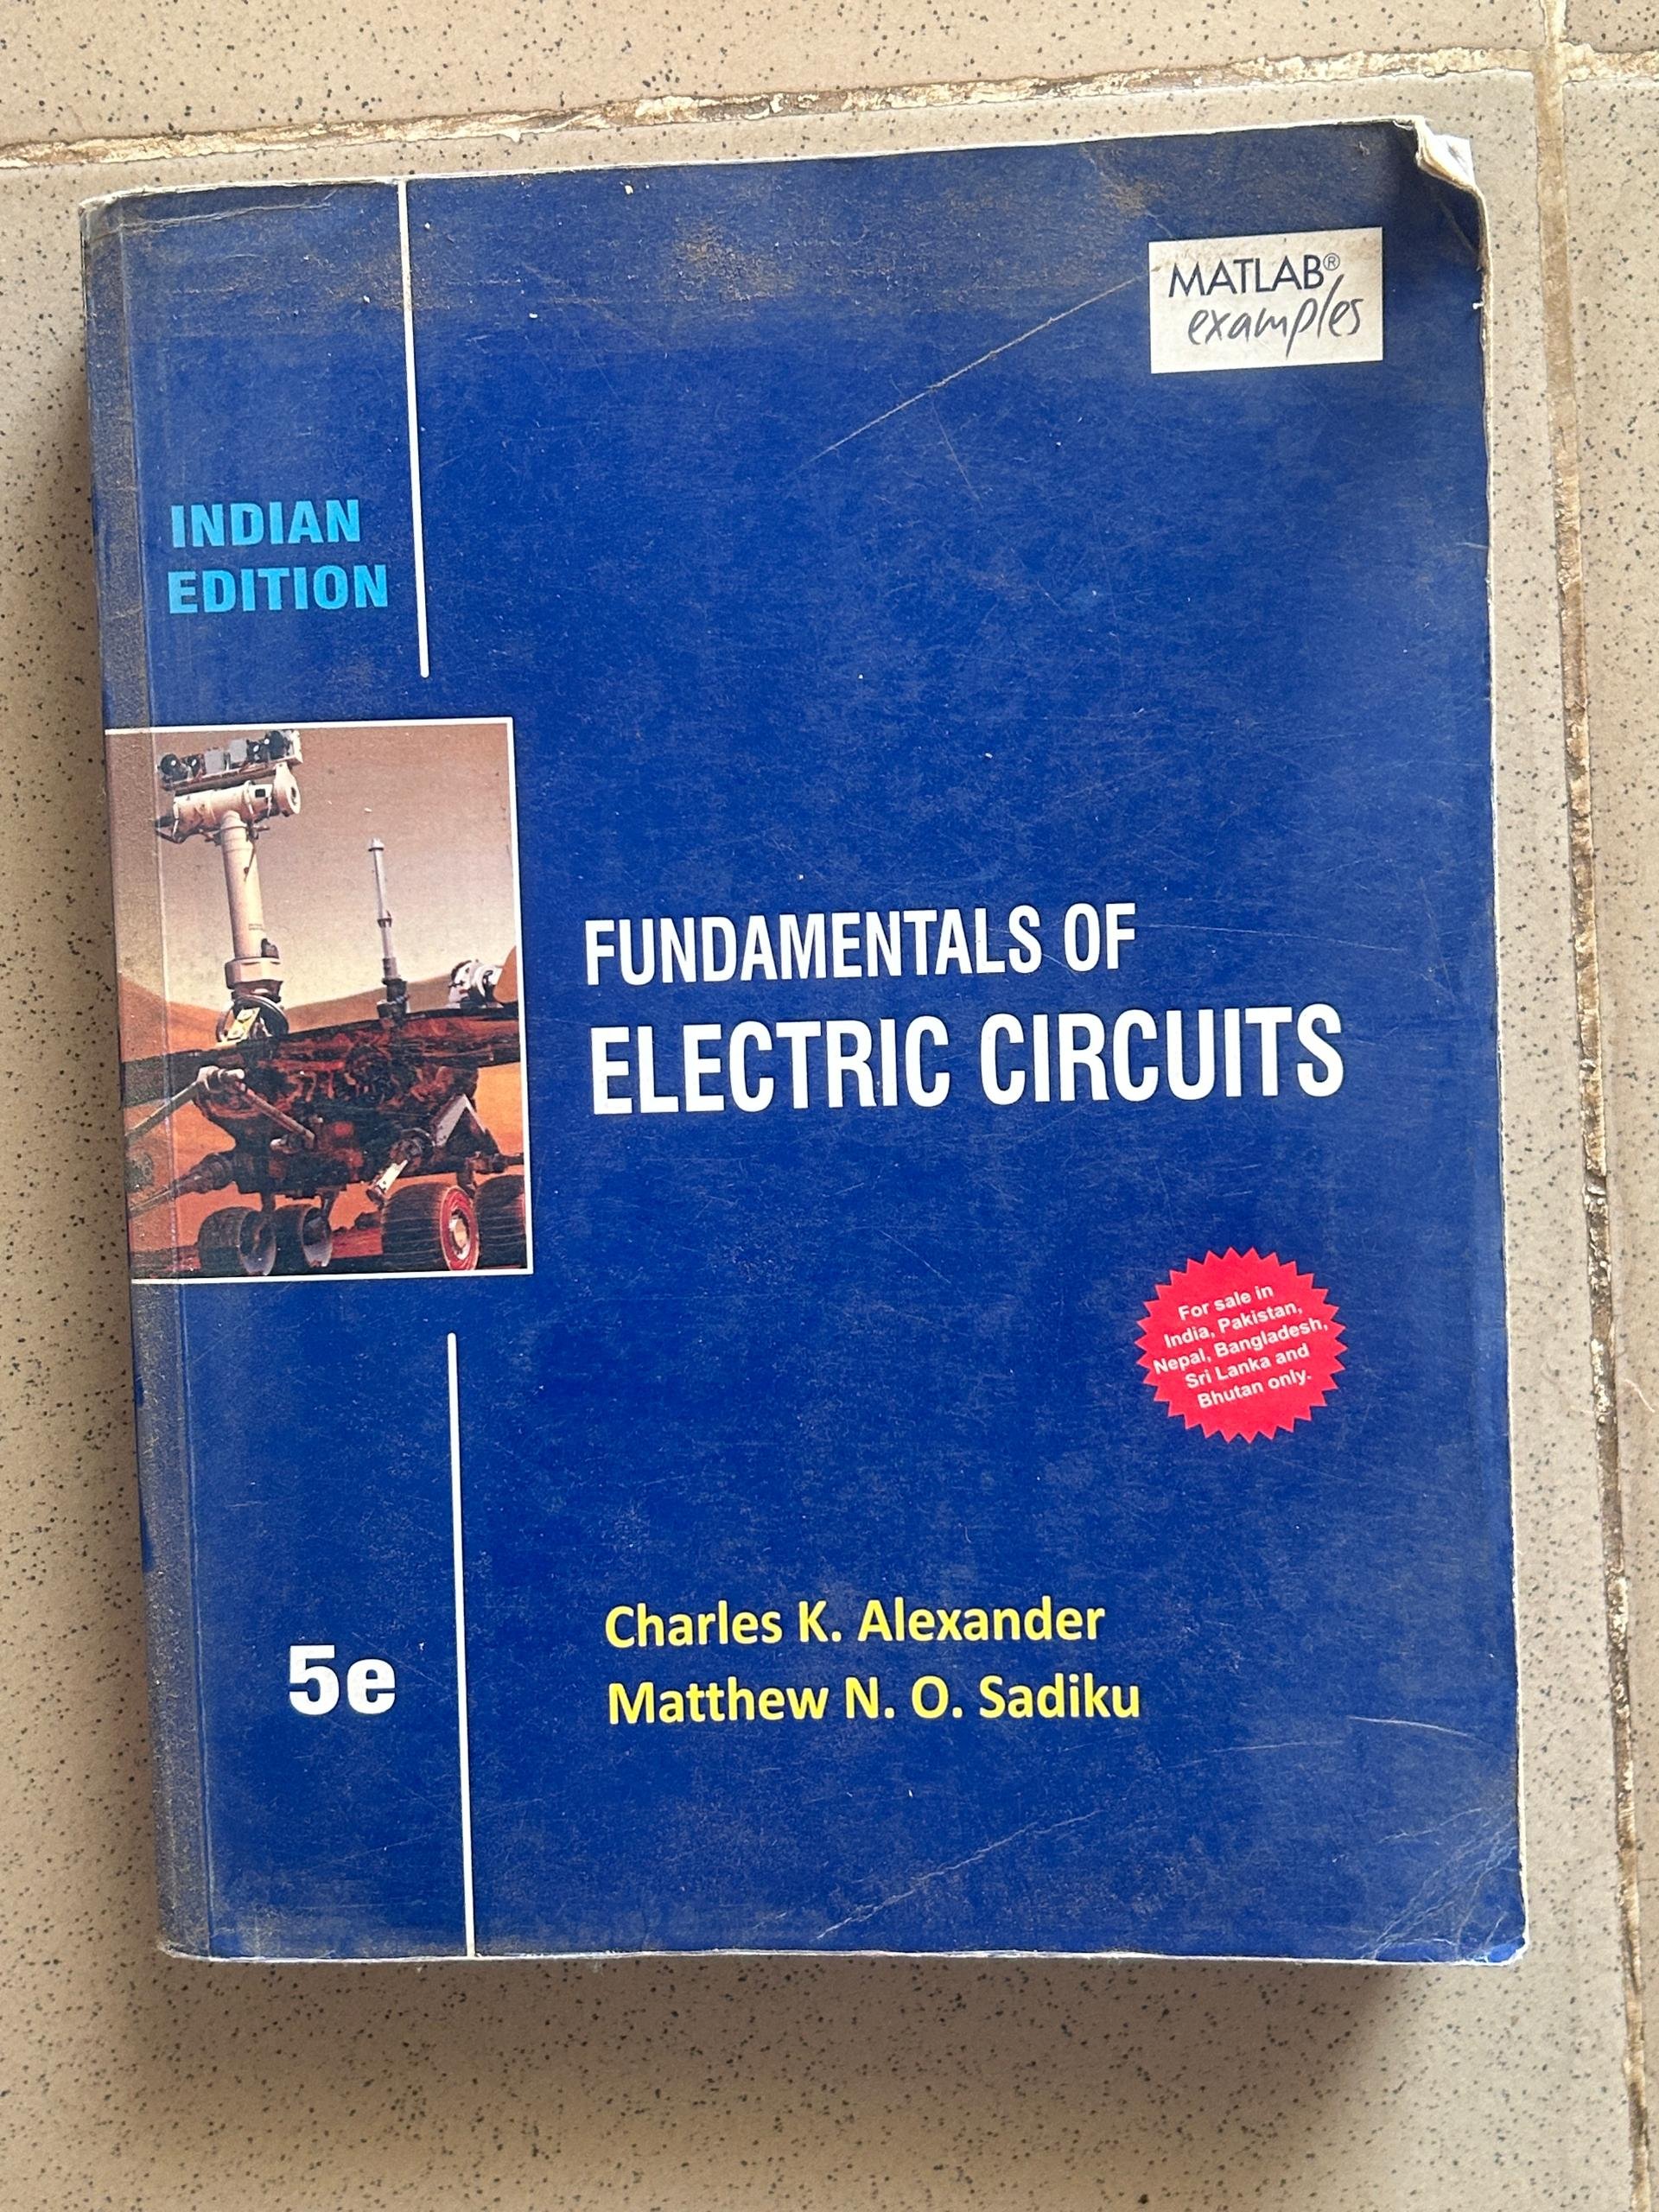 MATLAB®
examples
INDIAN
EDITION
FUNDAMENTALS OF
ELECTRIC CIRCUITS
For sale in
India, Pakistan,
Nepal, Bangladesh,
Sri Lanka and
Bhutan only.
5e
Charles K. Alexander
Matthew N. O. Sadiku